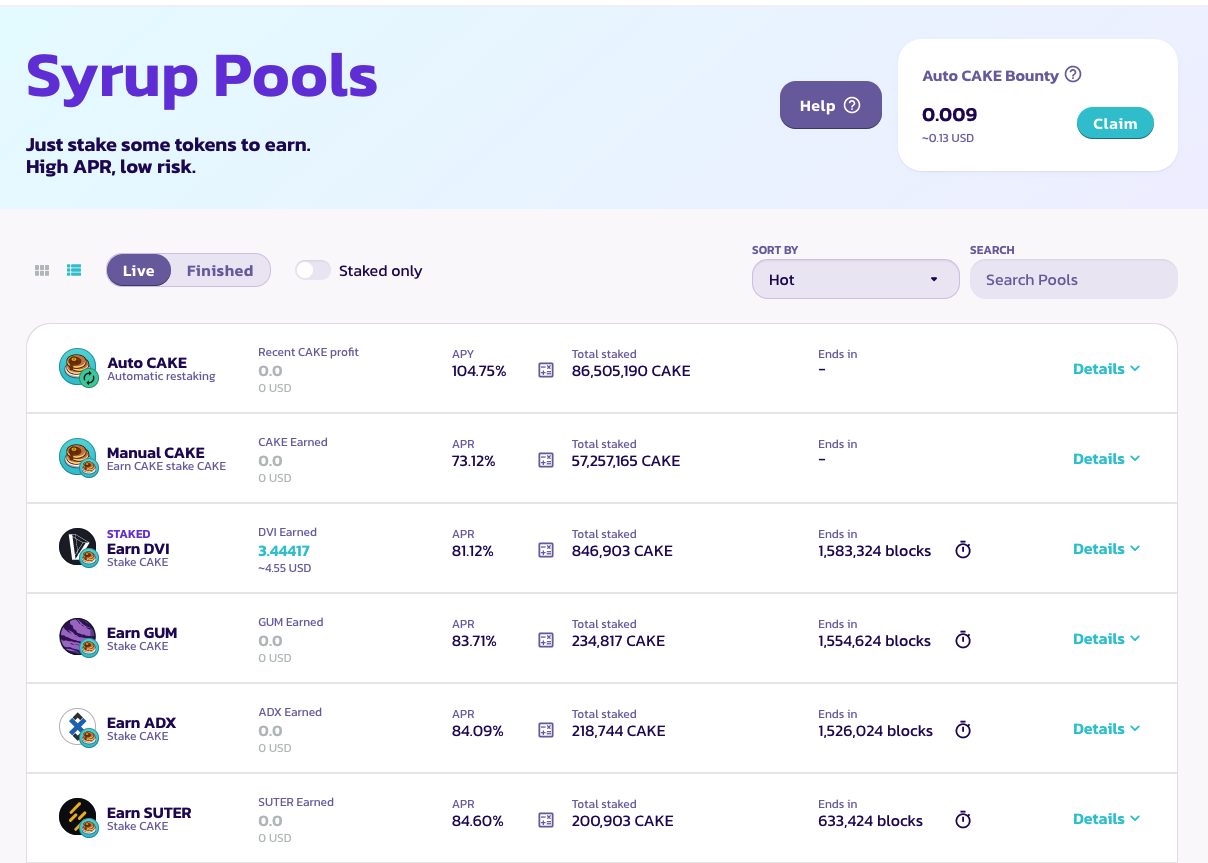 Syrup Pools
Just stake some tokens to earn.
High APR, low risk.
Help
Auto CAKE Bounty
0.009
~0.13 USD
Claim
Live
Finished
Staked only
SORT BY
Hot
SEARCH
Search Pools
Auto CAKE
Automatic restaking
Recent CAKE profit
0.0
0 USD
APY
104.75%
Total staked
86,505,190 CAKE
Ends in
-
Details
Manual CAKE
Earn CAKE stake CAKE
CAKE Earned
0.0
0 USD
APR
73.12%
Total staked
57,257,165 CAKE
Ends in
-
Details
STAKED
Earn DVI
Stake CAKE
DVI Earned
3.44417
~4.55 USD
APR
81.12%
Total staked
846,903 CAKE
Ends in
1,583,324 blocks
Details
Earn GUM
Stake CAKE
GUM Earned
0.0
0 USD
APR
83.71%
Total staked
234,817 CAKE
Ends in
1,554,624 blocks
Details
Earn ADX
Stake CAKE
ADX Earned
0.0
0 USD
APR
84.09%
Total staked
218,744 CAKE
Ends in
1,526,024 blocks
Details
Earn SUTER
Stake CAKE
SUTER Earned
0.0
0 USD
APR
84.60%
Total staked
200,903 CAKE
Ends in
633,424 blocks
Details